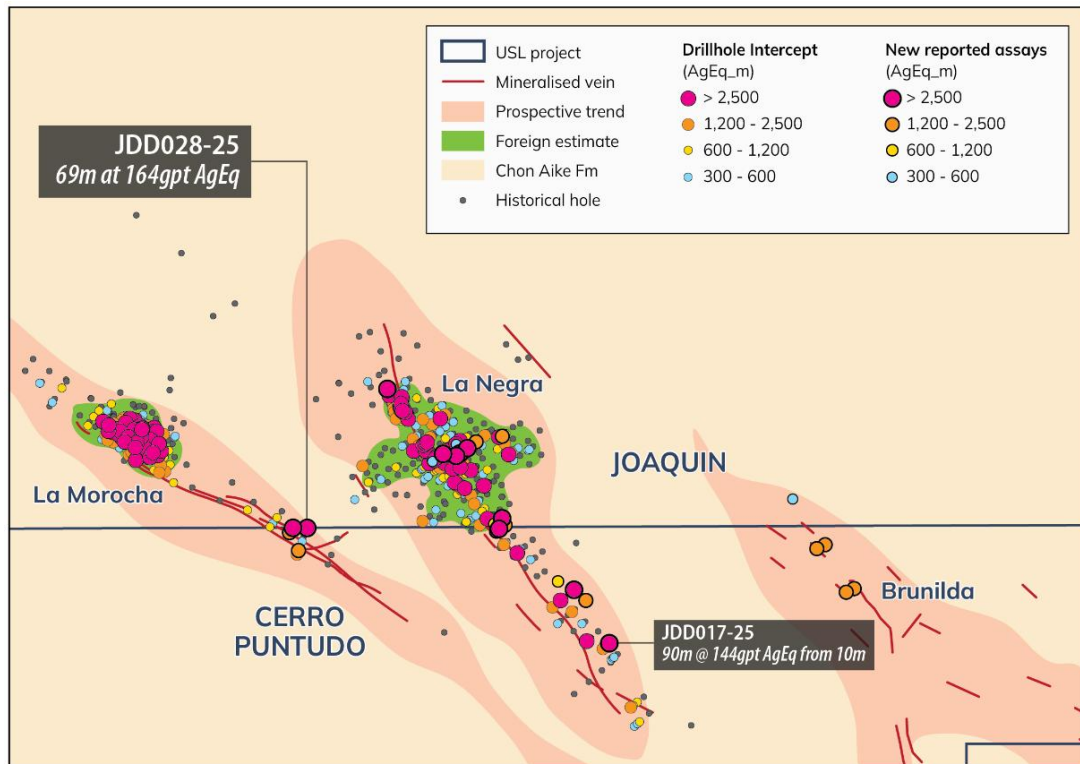 USL project
Mineralised vein
Prospective trend
Foreign estimate
Chon Aike Fm
Historical hole
Drillhole Intercept
(AgEq_m)
> 2,500
1,200 - 2,500
600 - 1,200
300 - 600
New reported assays
(AgEq_m)
> 2,500
1,200 - 2,500
600 - 1,200
300 - 600
JDD028-25
69m at 164gpt AgEq
La Negra
JOAQUIN
La Morocha
Brunilda
CERRO
PUNTUDO
JDD017-25
90m @ 144gpt AgEq from 10m